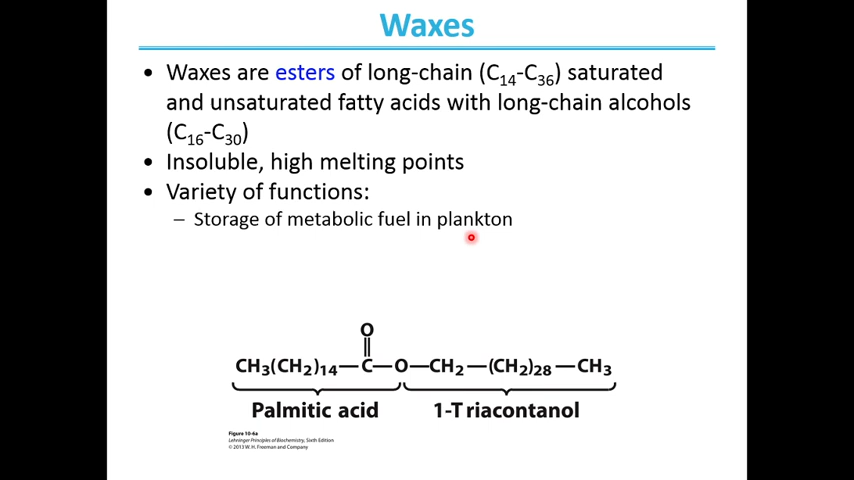 Waxes
• Waxes are esters of long-chain (C14-C36) saturated
and unsaturated fatty acids with long-chain alcohols
(C16-C30)
• Insoluble, high melting points
• Variety of functions:
– Storage of metabolic fuel in plankton
O
CH3(CH2)14—C—O—CH2—(CH2)28—CH3
Palmitic acid 1-Triacontanol
Figure 10-6a
Lehninger Principles of Biochemistry, Sixth Edition
© 2013 W. H. Freeman and Company